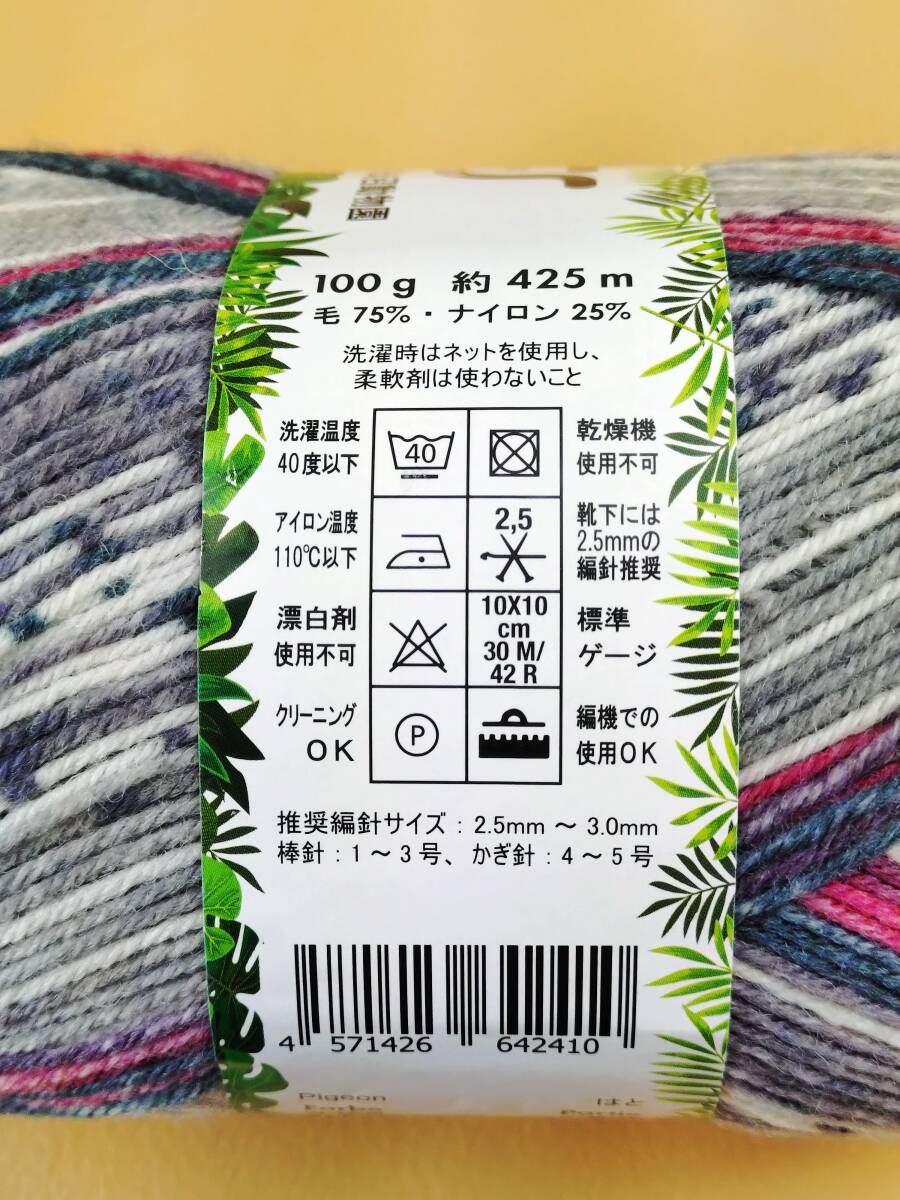 100g 約 425 m
毛 75%・ナイロン 25%
洗濯時はネットを使用し、
柔軟剤は使わないこと
洗濯温度
40度以下
40
乾燥機
使用不可
アイロン温度
110℃以下
2,5
靴下には
2.5mmの
編針推奨
漂白剤
使用不可
10X10
cm
30 M/
42 R
標準
ゲージ
クリーニング
OK
P
編機での
使用OK
推奨編針サイズ：2.5mm ～ 3.0mm
棒針：1～3号、かぎ針：4～5号
4 571426 642410
Pigeon
はと
Farbe
Partie